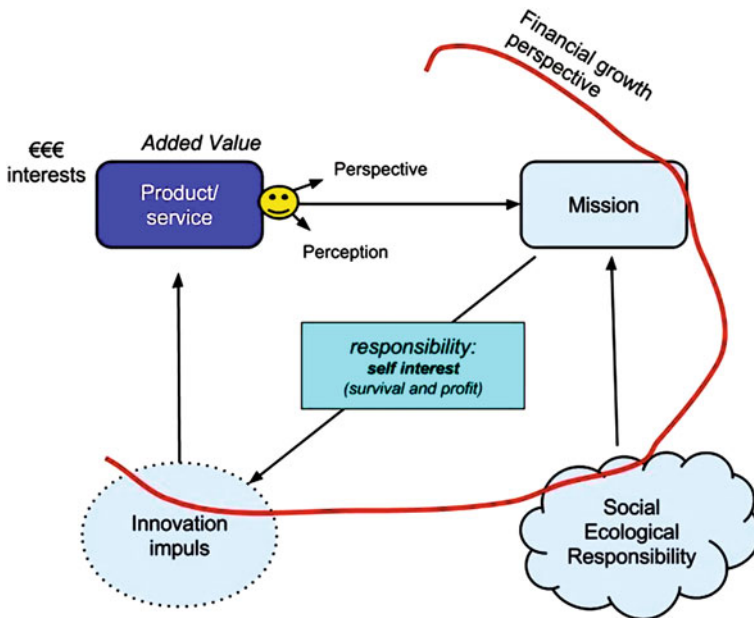 Financial growth
perspective
€€€
interests
Added Value
Product/
service
Perspective
Perception
Mission
responsibility:
self interest
(survival and profit)
Innovation
impuls
Social
Ecological
Responsibility